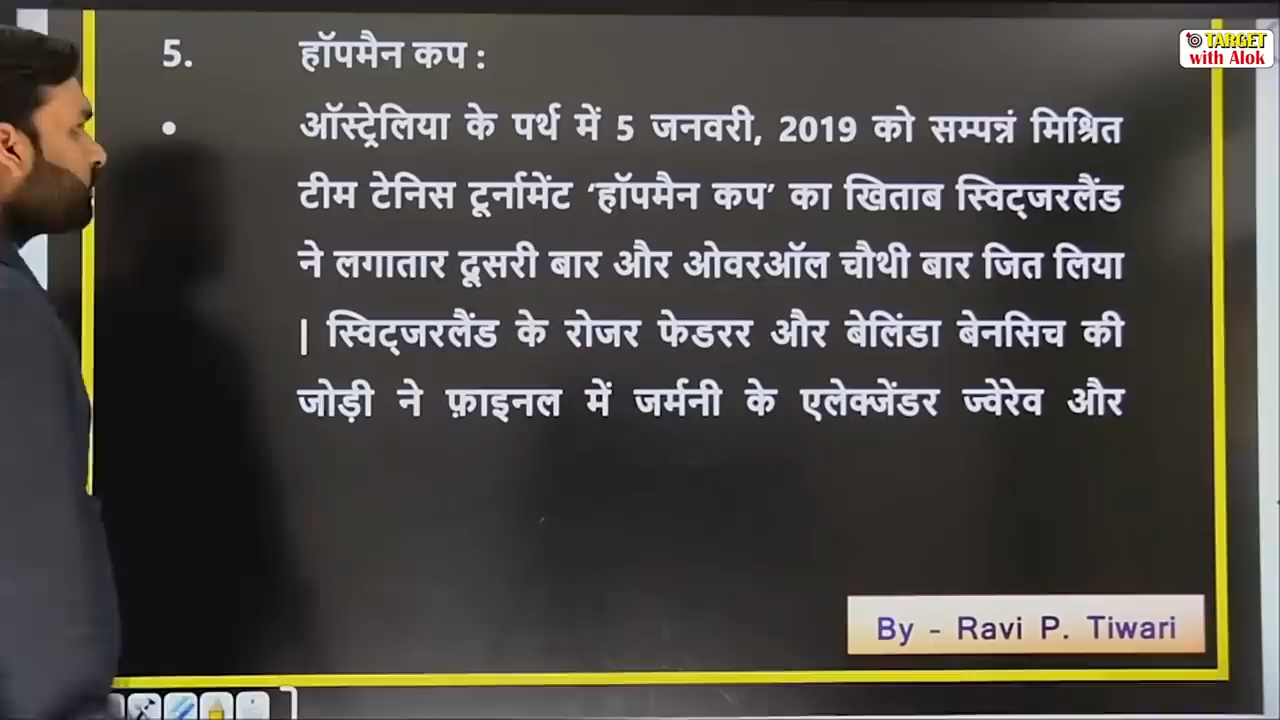 TARGET
with Alok
5. हॉपमैन कप :
• ऑस्ट्रेलिया के पर्थ में 5 जनवरी, 2019 को सम्पन्नं मिश्रित
टीम टेनिस टूर्नामेंट ‘हॉपमैन कप’ का खिताब स्विट्जरलैंड
ने लगातार दूसरी बार और ओवरऑल चौथी बार जित लिया
| स्विट्जरलैंड के रोजर फेडरर और बेलिंडा बेनसिच की
जोड़ी ने फ़ाइनल में जर्मनी के एलेक्जेंडर ज्वेरेव और
By - Ravi P. Tiwari